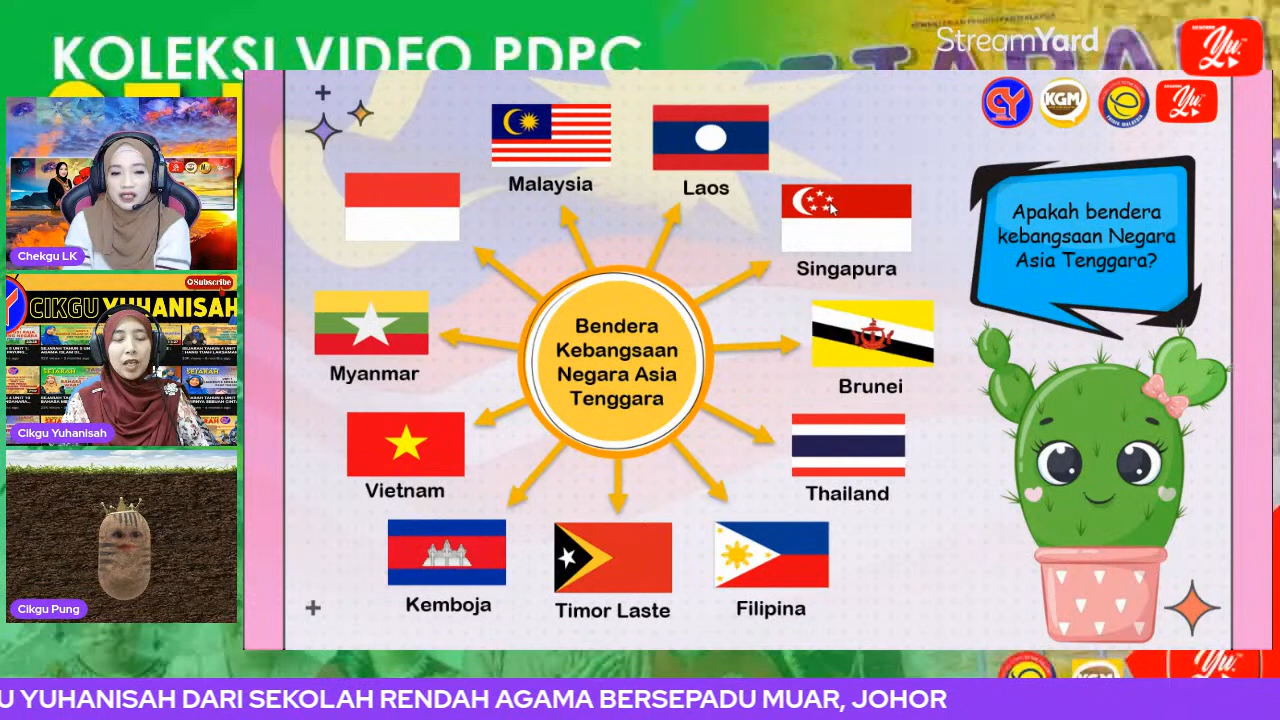 KOLEKSI VIDEO PDPC
StreamYard
KGM
Malaysia
Laos
Singapura
Myanmar
Brunei
Vietnam
Thailand
Kemboja
Timor Laste
Filipina
Bendera
Kebangsaan
Negara Asia
Tenggara
Apakah bendera
kebangsaan Negara
Asia Tenggara?
Chekgu LK
Subscribe
CIKGU YUHANISAH
Cikgu Yuhanisah
Cikgu Pung
U YUHANISAH DARI SEKOLAH RENDAH AGAMA BERSEPADU MUAR, JOHOR